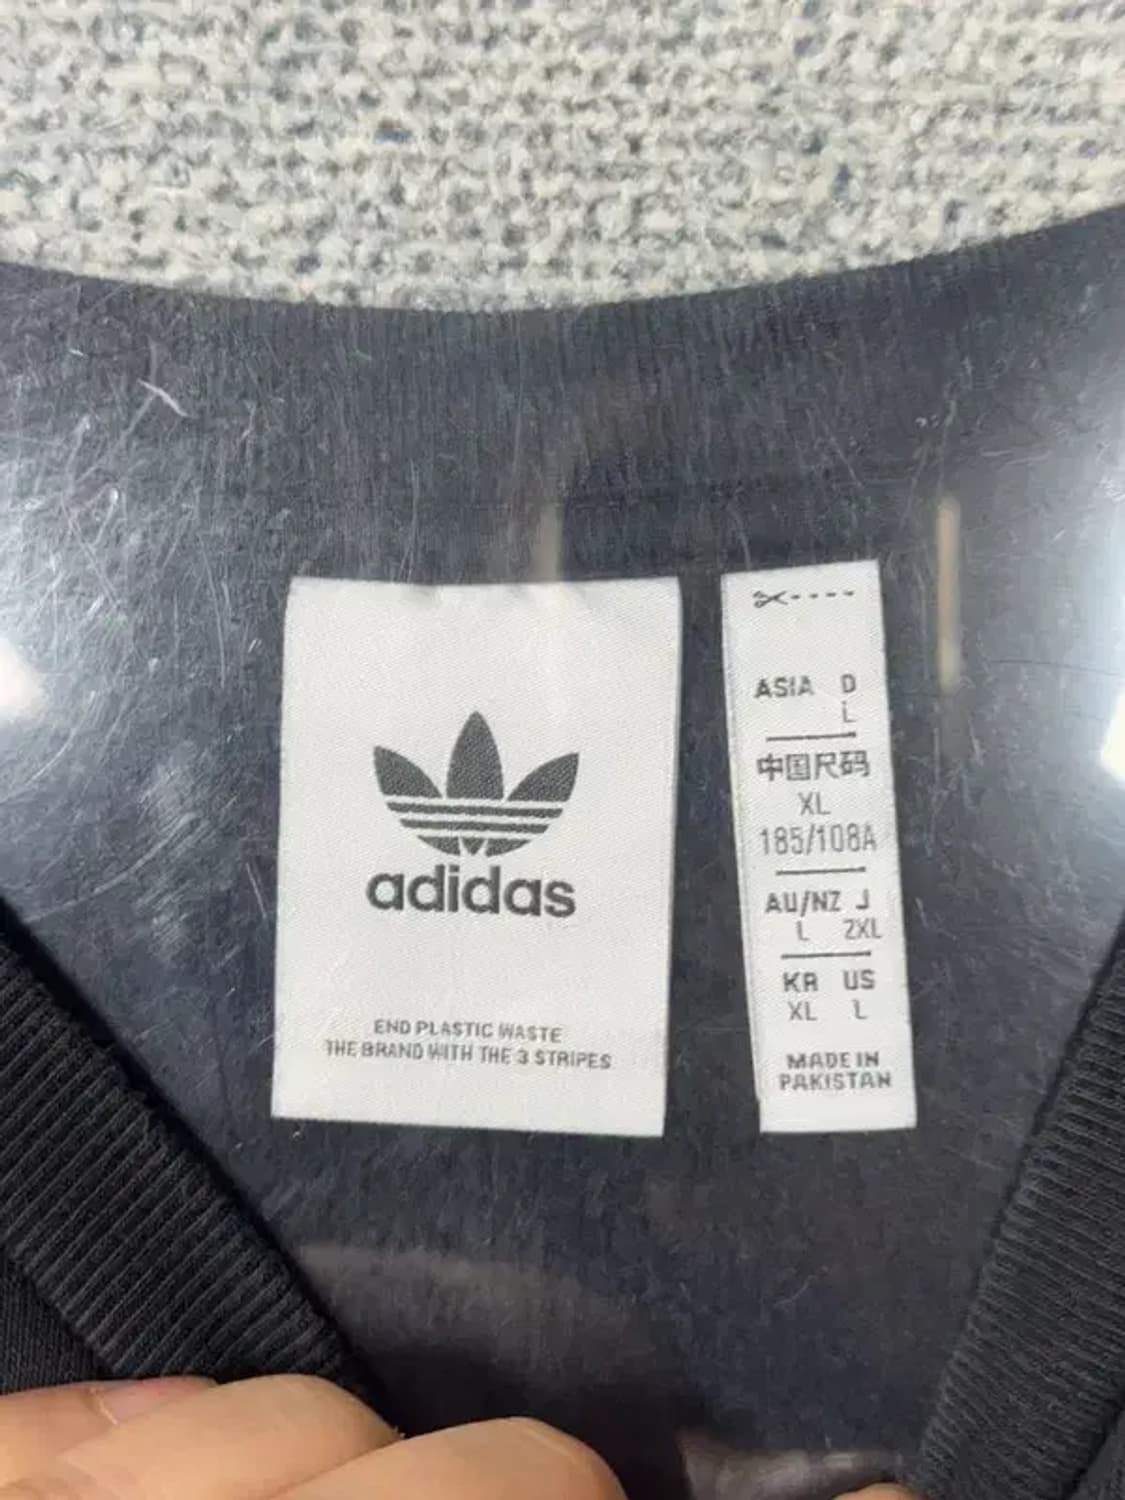 adidas
END PLASTIC WASTE
THE BRAND WITH THE 3 STRIPES
ASIA D
L
中国尺码
XL
185/108A
AU/NZ J
L 2XL
KR US
XL L
MADE IN
PAKISTAN